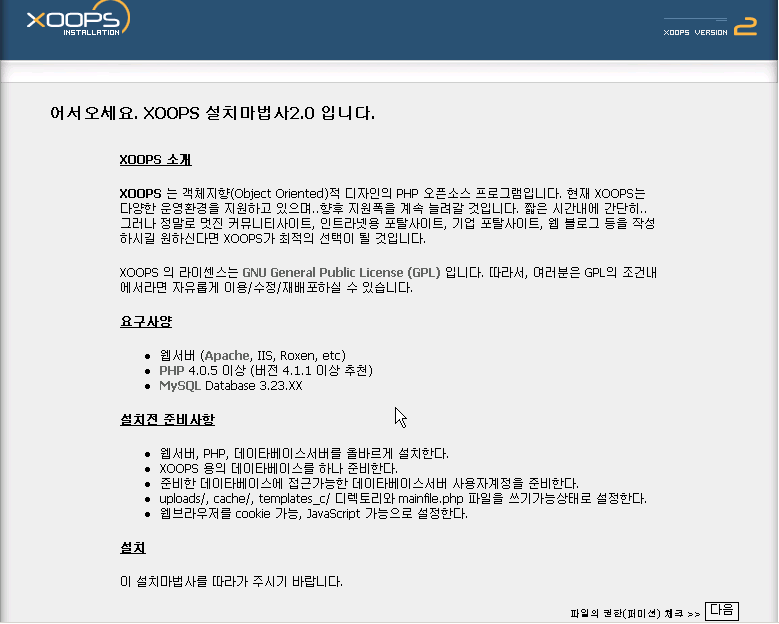 XOOPS
INSTALLATION
XOOPS VERSION 2
어서오세요. XOOPS 설치마법사2.0 입니다.
XOOPS 소개
XOOPS 는 객체지향(Object Oriented)적 디자인의 PHP 오픈소스 프로그램입니다. 현재 XOOPS는
다양한 운영환경을 지원하고 있으며..향후 지원폭을 계속 늘려갈 것입니다. 짧은 시간내에 간단히..
그러나 정말로 멋진 커뮤니티사이트, 인트라넷용 포탈사이트, 기업 포탈사이트, 웹 블로그 등을 작성
하시길 원하신다면 XOOPS가 최적의 선택이 될 것입니다.
XOOPS 의 라이센스는 GNU General Public License (GPL) 입니다. 따라서, 여러분은 GPL의 조건내
에서라면 자유롭게 이용/수정/재배포하실 수 있습니다.
요구사양
• 웹서버 (Apache, IIS, Roxen, etc)
• PHP 4.0.5 이상 (버전 4.1.1 이상 추천)
• MySQL Database 3.23.XX
설치전 준비사항
• 웹서버, PHP, 데이타베이스서버를 올바르게 설치한다.
• XOOPS 용의 데이타베이스를 하나 준비한다.
• 준비한 데이타베이스에 접근가능한 데이타베이스서버 사용자계정을 준비한다.
• uploads/, cache/, templates_c/ 디렉토리와 mainfile.php 파일을 쓰기가능상태로 설정한다.
• 웹브라우저를 cookie 가능, JavaScript 가능으로 설정한다.
설치
이 설치마법사를 따라가 주시기 바랍니다.
파일의 권한(퍼미션) 체크 >> 다음